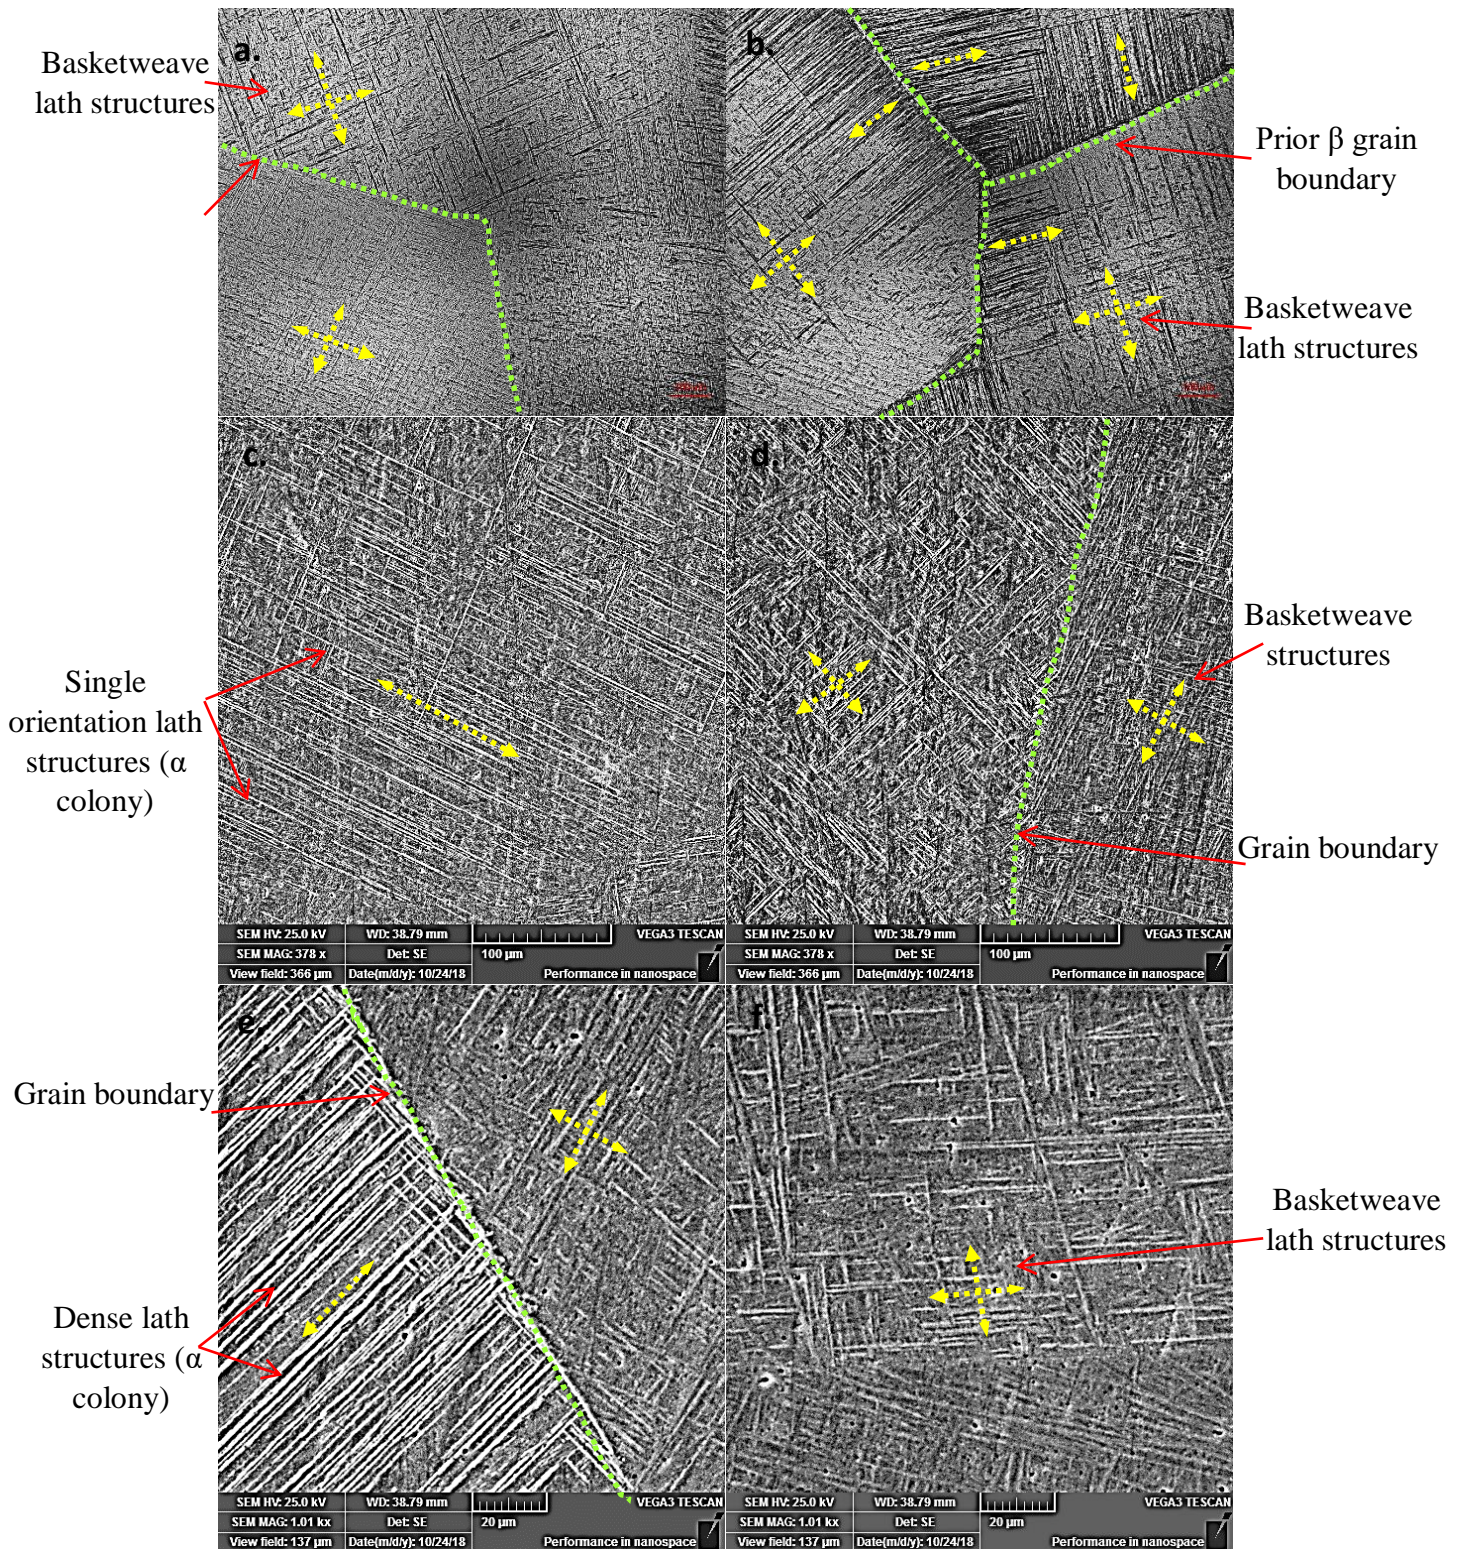 a.
Basketweave
lath structures
b.
Prior β grain
boundary
Basketweave
lath structures
c.
Single
orientation lath
structures (α
colony)
d.
Basketweave
structures
Grain boundary
SEM HV: 25.0 kV
WD: 38.79 mm
VEGA3 TESCAN
SEM MAG: 378 x
Det: SE
100 µm
View field: 366 µm
Date(m/d/y): 10/24/18
Performance in nanospace
SEM HV: 25.0 kV
WD: 38.79 mm
VEGA3 TESCAN
SEM MAG: 378 x
Det: SE
100 µm
View field: 366 µm
Date(m/d/y): 10/24/18
Performance in nanospace
e.
Grain boundary
Dense lath
structures (α
colony)
f.
Basketweave
lath structures
SEM HV: 25.0 kV
WD: 38.79 mm
VEGA3 TESCAN
SEM MAG: 1.01 kx
Det: SE
20 µm
View field: 137 µm
Date(m/d/y): 10/24/18
Performance in nanospace
SEM HV: 25.0 kV
WD: 38.79 mm
VEGA3 TESCAN
SEM MAG: 1.01 kx
Det: SE
20 µm
View field: 137 µm
Date(m/d/y): 10/24/18
Performance in nanospace